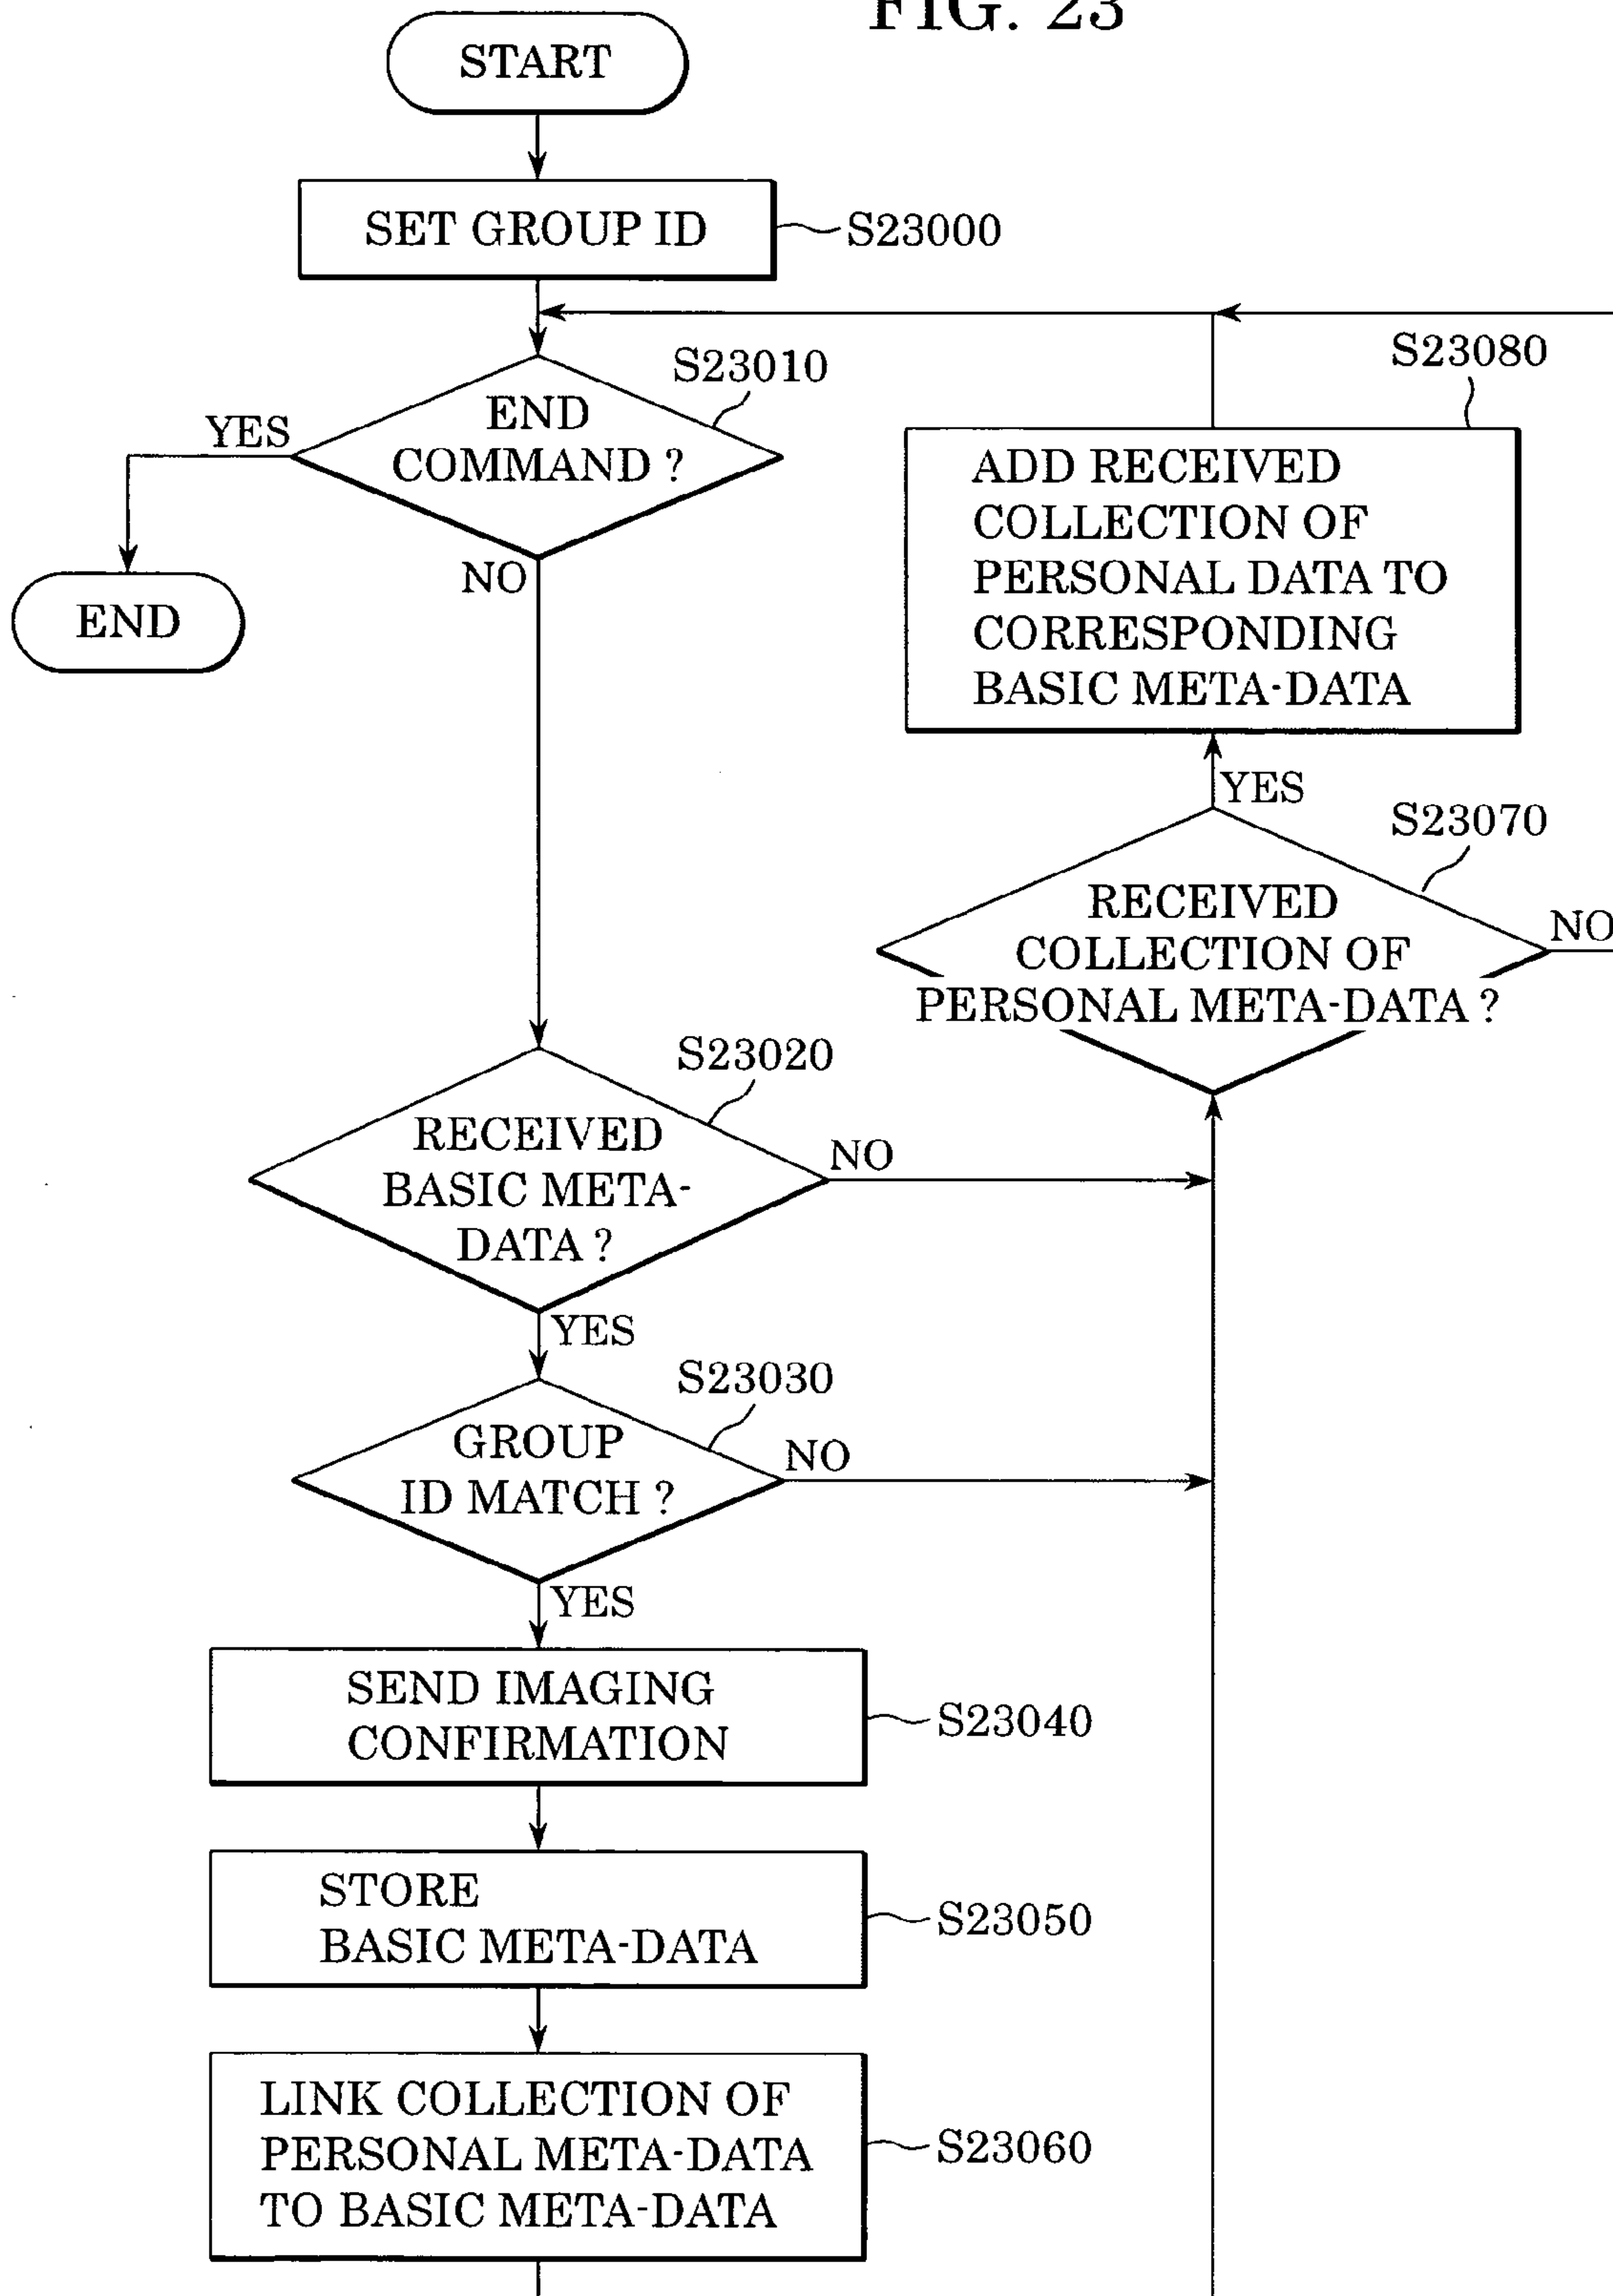 FIG. 23
START
SET GROUP ID
S23000
S23010
END
COMMAND ?
YES
NO
END
S23080
ADD RECEIVED
COLLECTION OF
PERSONAL DATA TO
CORRESPONDING
BASIC META-DATA
YES
S23070
RECEIVED
COLLECTION OF
PERSONAL META-DATA ?
NO
S23020
RECEIVED
BASIC META-
DATA ?
NO
YES
S23030
GROUP
ID MATCH ?
NO
YES
SEND IMAGING
CONFIRMATION
S23040
STORE
BASIC META-DATA
S23050
LINK COLLECTION OF
PERSONAL META-DATA
TO BASIC META-DATA
S23060